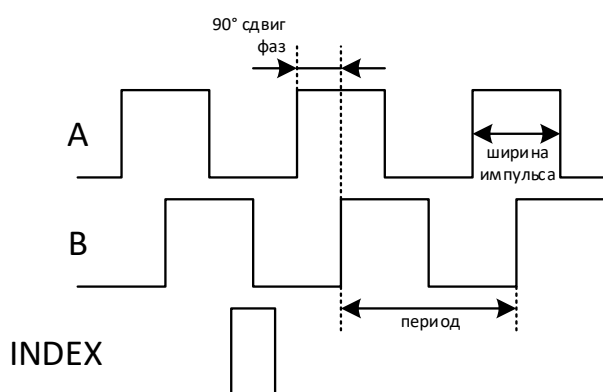 90° сдвиг
фаз
A
ширина
импульса
B
период
INDEX